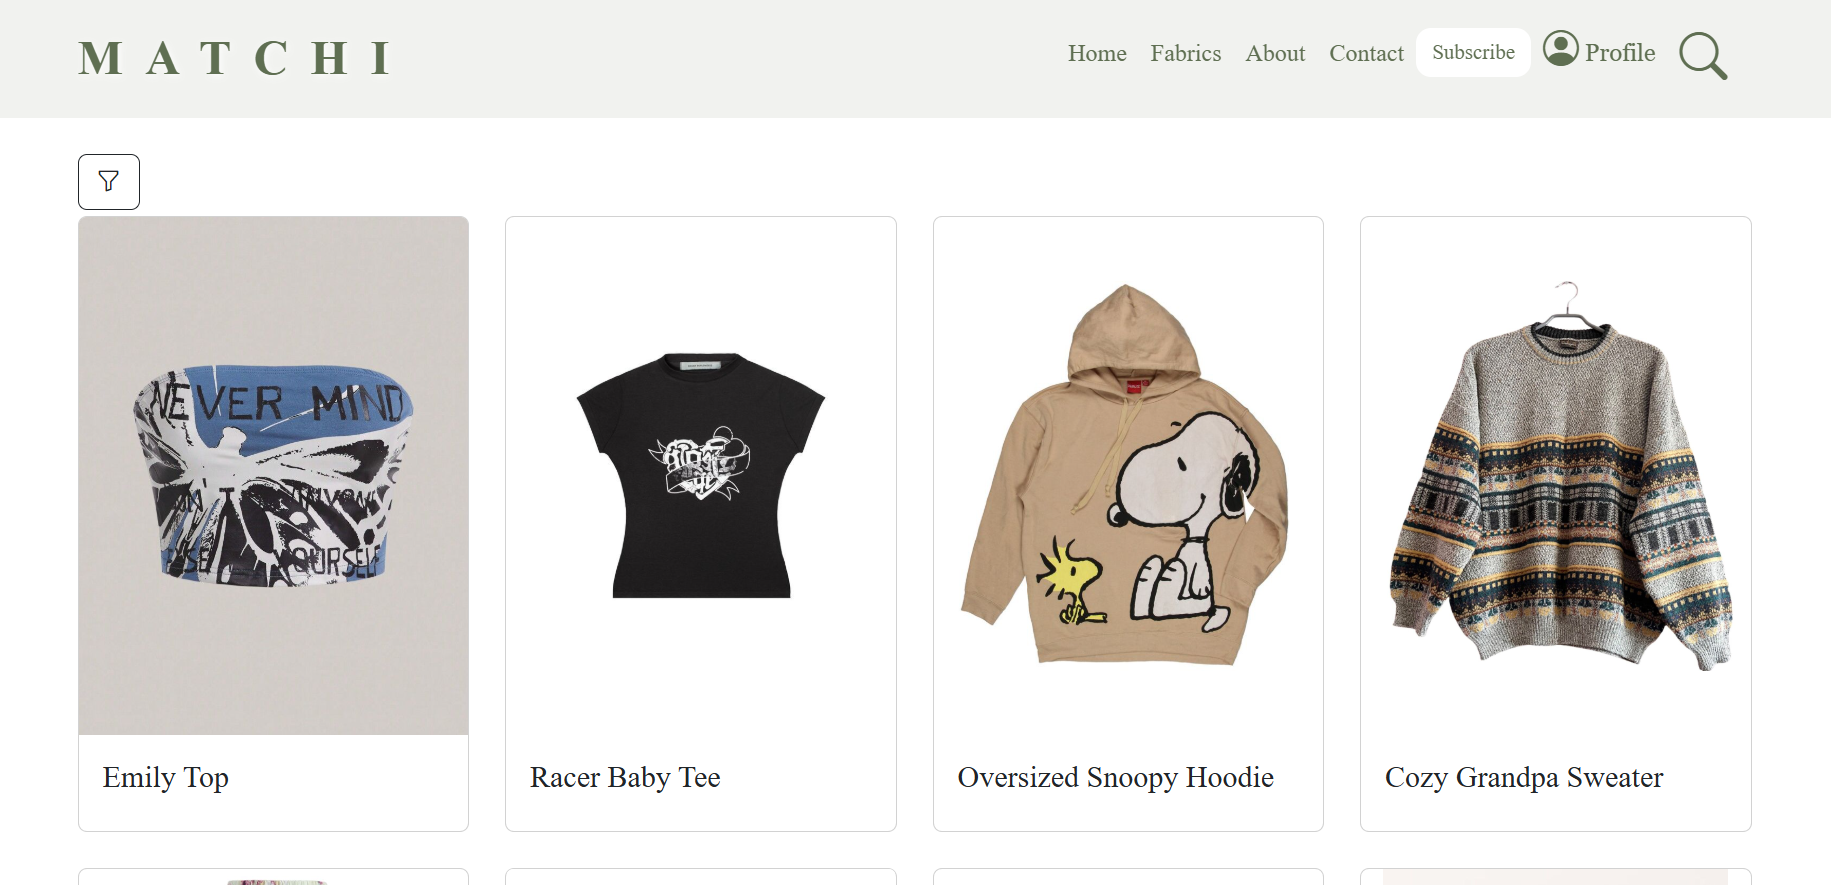 MATCHI
Home Fabrics About Contact Subscribe Profile
NEVER MIND
YOURSELF
Emily Top
Racer Baby Tee
Oversized Snoopy Hoodie
Cozy Grandpa Sweater